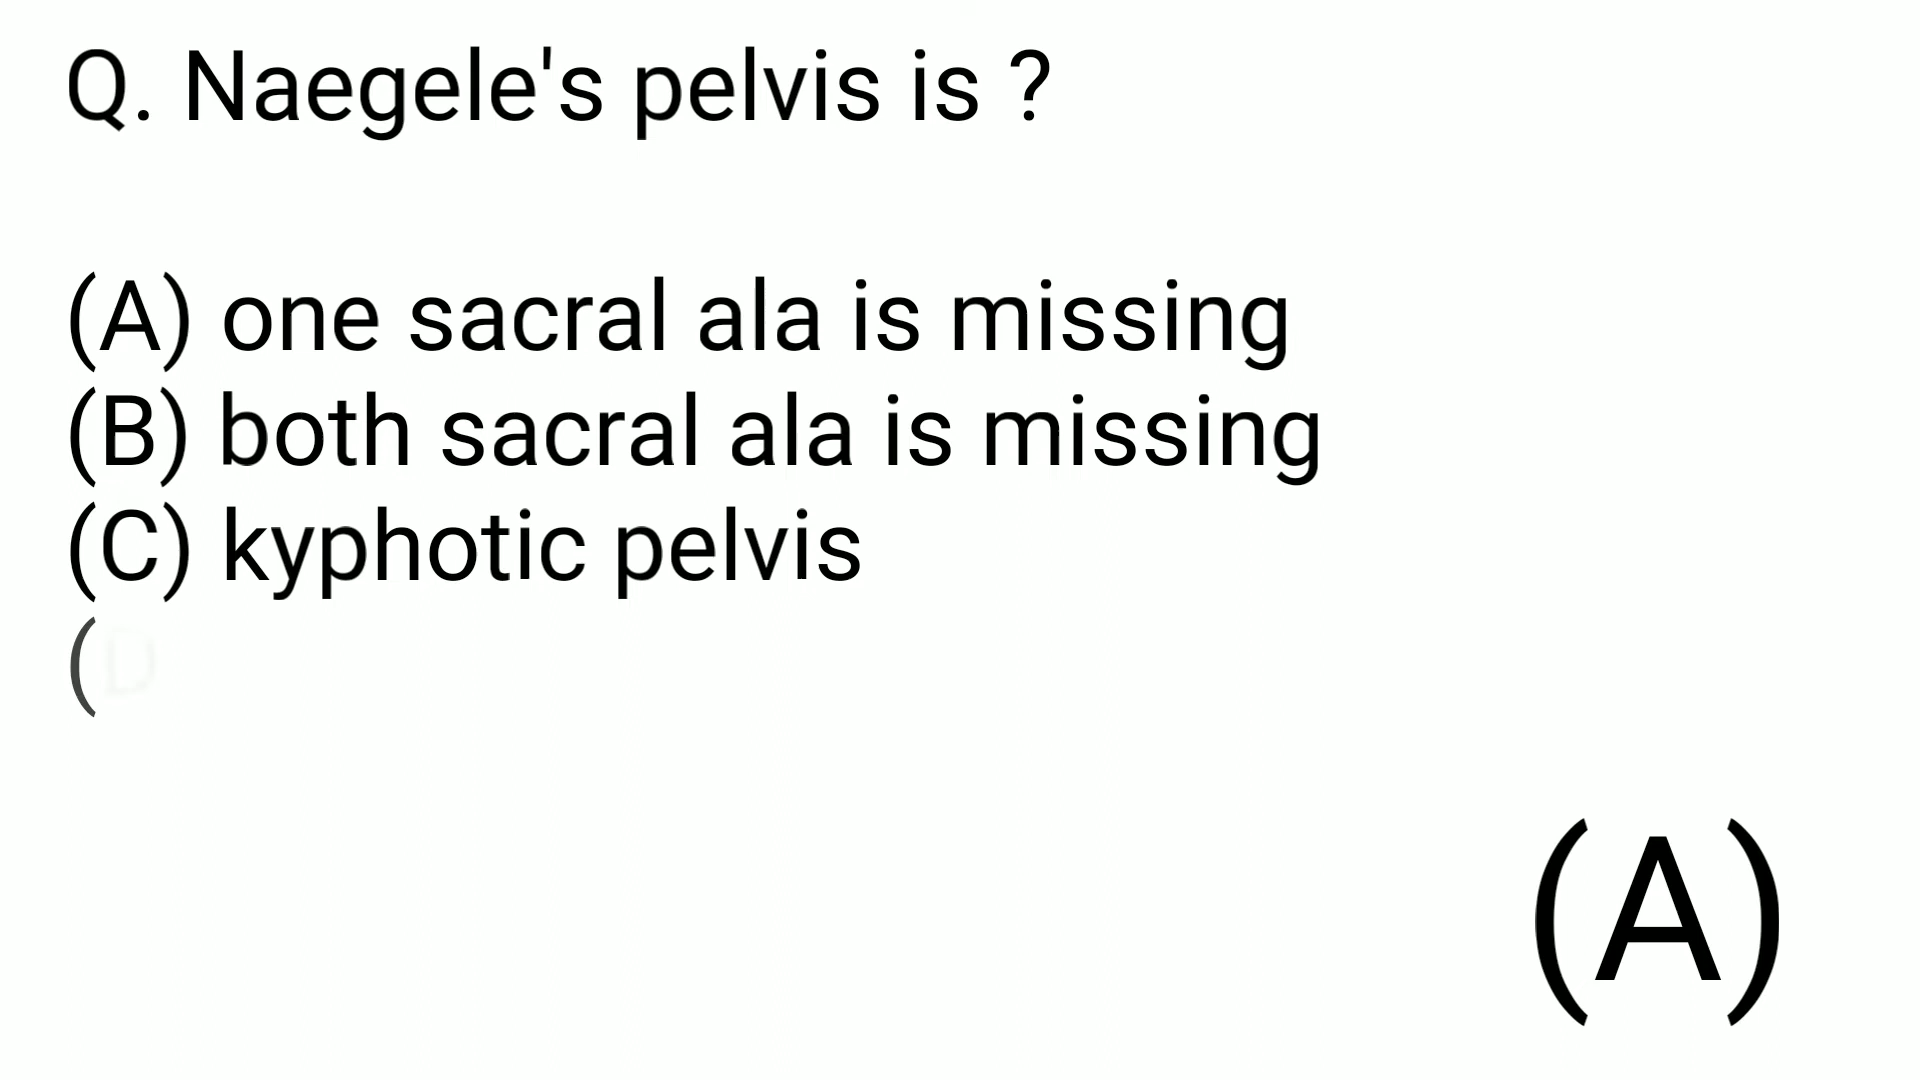 Q. Naegele's pelvis is ?
(A) one sacral ala is missing
(B) both sacral ala is missing
(C) kyphotic pelvis
(
(A)